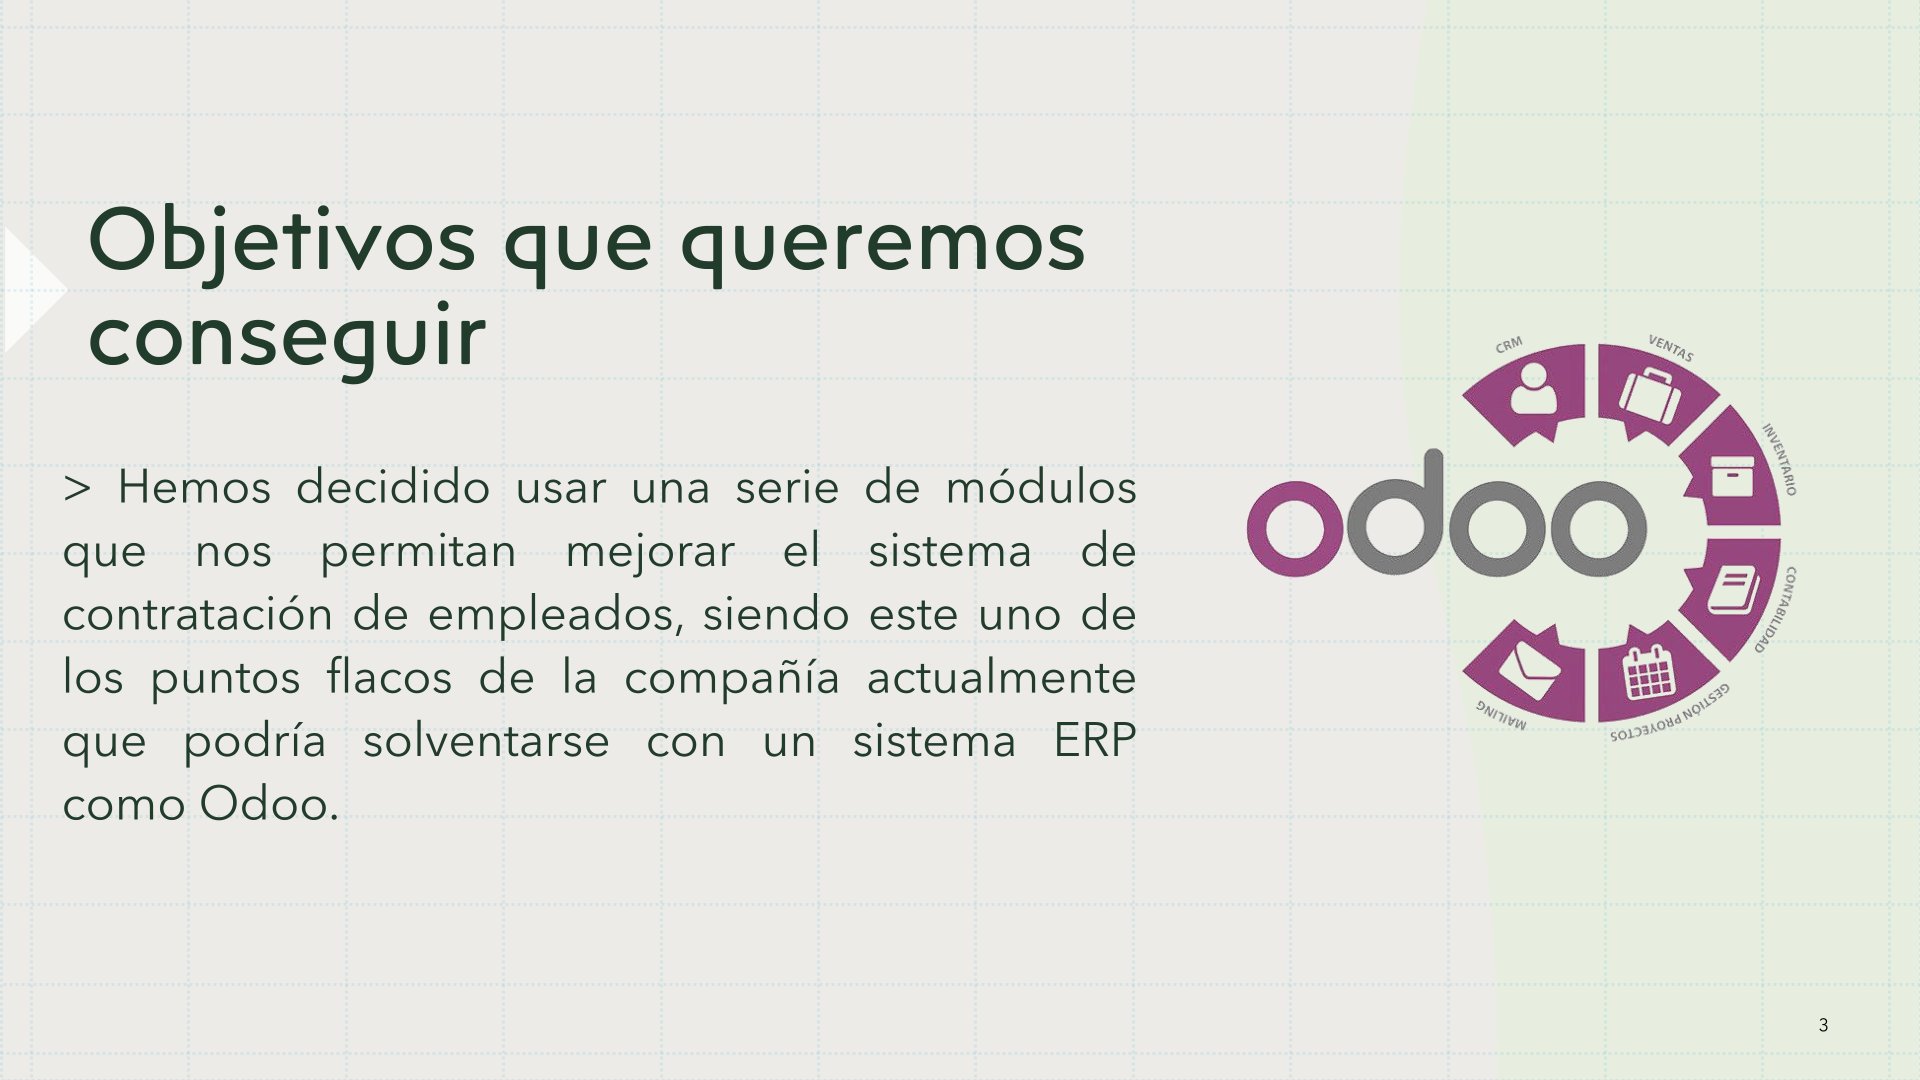 Objetivos que queremos
conseguir
> Hemos decidido usar una serie de módulos
que nos permitan mejorar el sistema de
contratación de empleados, siendo este uno de
los puntos flacos de la compañía actualmente
que podría solventarse con un sistema ERP
como Odoo.
odoo
CRM
VENTAS
INVENTARIO
CONTABILIDAD
GESTIÓN PROYECTOS
MAILING
3